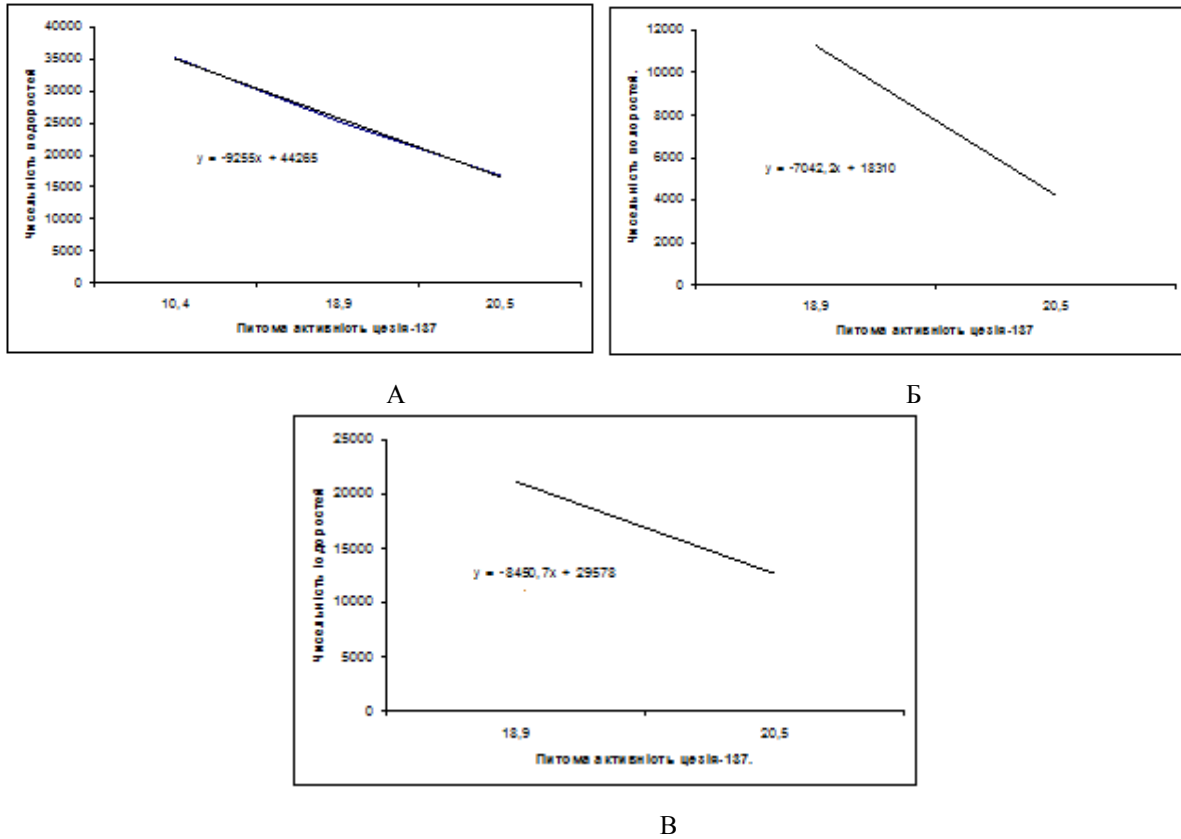 40000
35000
30000
25000
20000
15000
10000
5000
0
Чисельність водоростей
y = -9255x + 44265
10,4 18,9 20,5
Питома активність цезія-137
А
12000
10000
8000
6000
4000
2000
0
Чисельність водоростей.
y = -7042,2x + 18310
18,9 20,5
Питома активність цезія-137
Б
25000
20000
15000
10000
5000
0
Чисельність іодоростей
y = -8450,7x + 29578
18,9 20,5
Питома активність цезія-137.
В